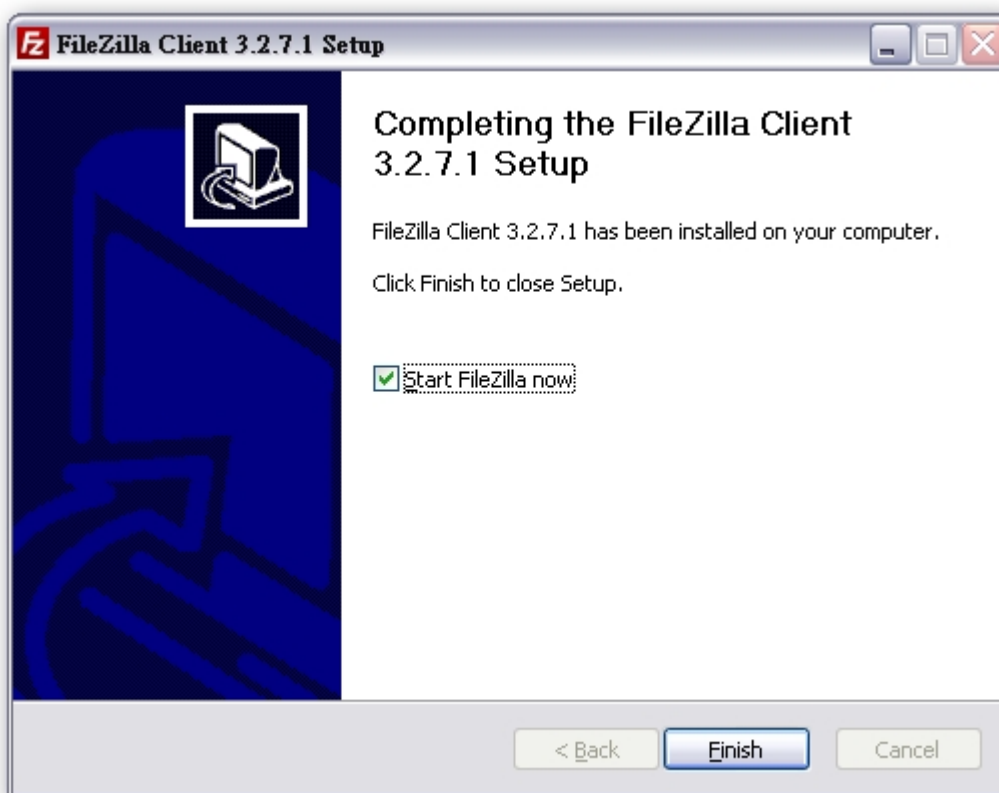 FileZilla Client 3.2.7.1 Setup
Completing the FileZilla Client
3.2.7.1 Setup
FileZilla Client 3.2.7.1 has been installed on your computer.
Click Finish to close Setup.
Start FileZilla now
< Back Finish Cancel